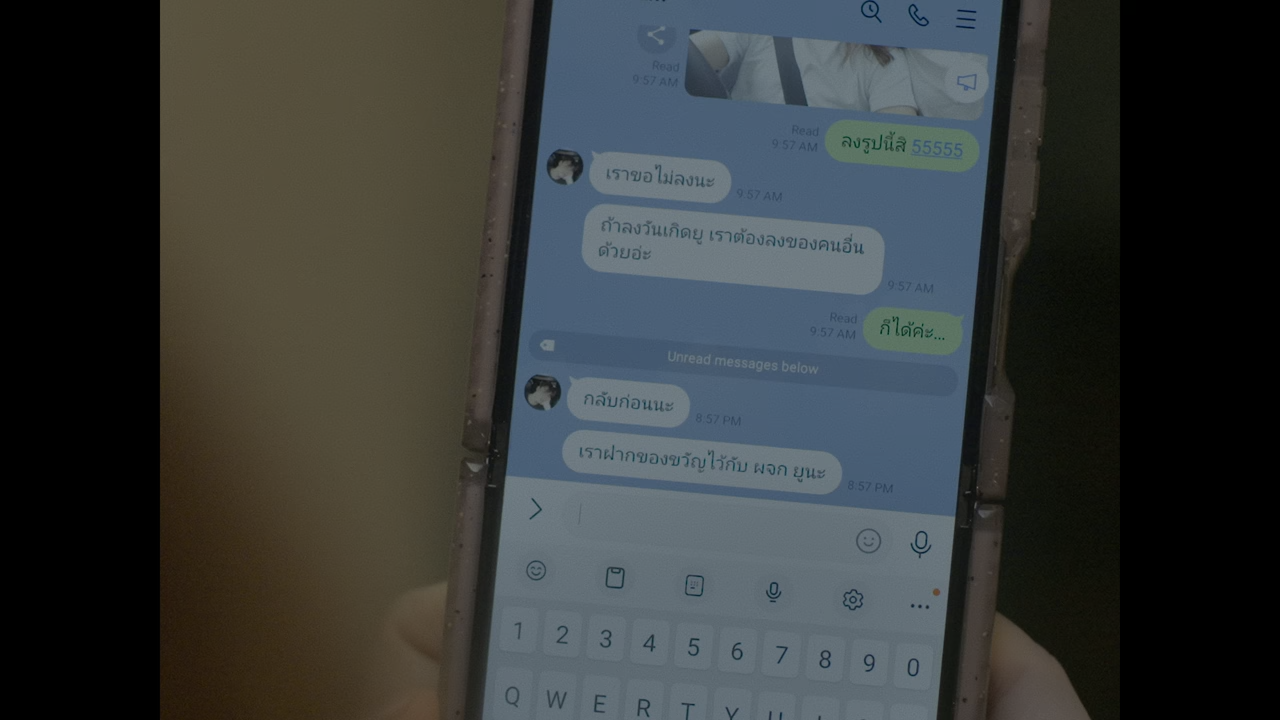 Read
9:57 AM
Read
9:57 AM
ลงรูปนี้สิ 55555
เราขอไม่ลงนะ
9:57 AM
ถ้าลงวันเกิดยู เราต้องลงของคนอื่น
ด้วยอ่ะ
9:57 AM
Read
9:57 AM
ก็ได้ค่ะ...
Unread messages below
กลับก่อนนะ
8:57 PM
เราฝากของขวัญไว้กับ ผจก ยูนะ
8:57 PM
1 2 3 4 5 6 7 8 9 0
Q W E R T Y U